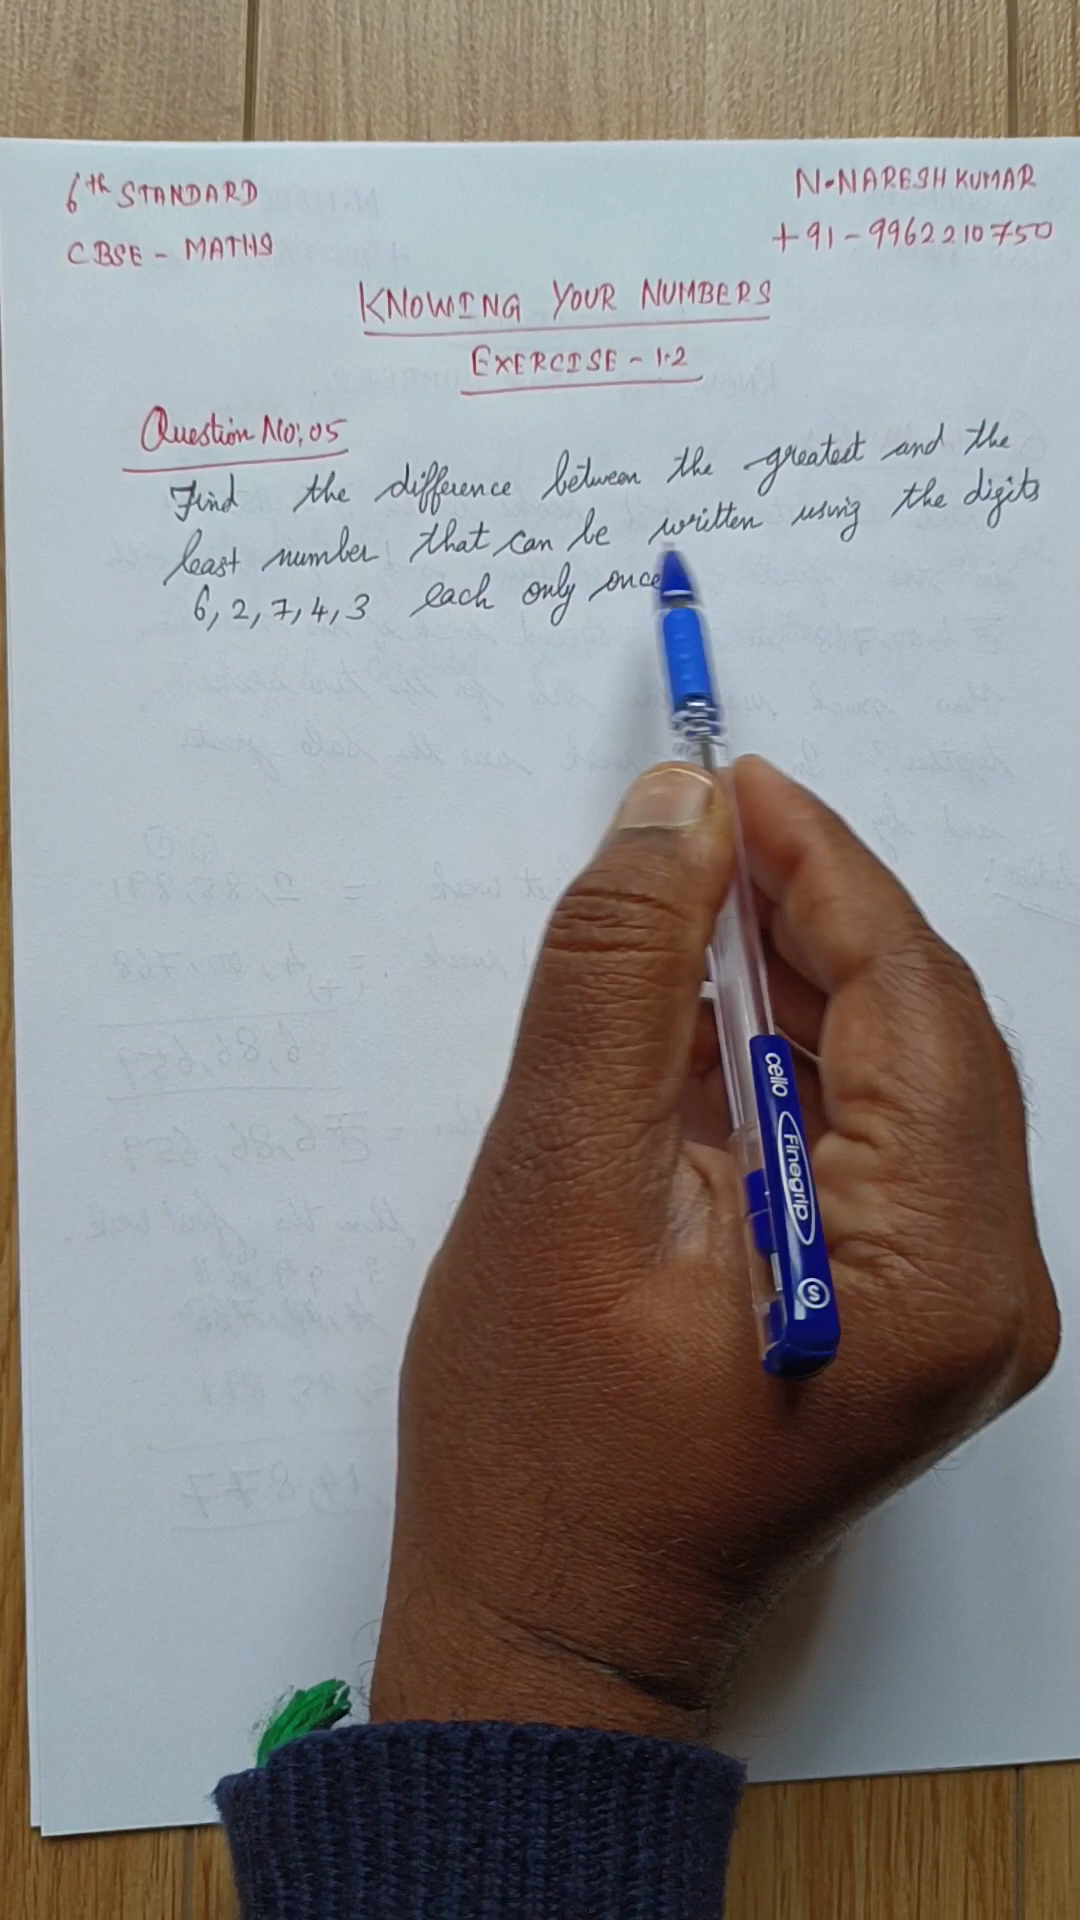 6th STANDARD
CBSE - MATHS
N.NARESH KUMAR
+91-9962210750
KNOWING YOUR NUMBERS
EXERCISE - 1.2
Question No: 05
Find the difference between the greatest and the
least number that can be written using the digits
6, 2, 7, 4, 3 each only once
cello Finegrip
S